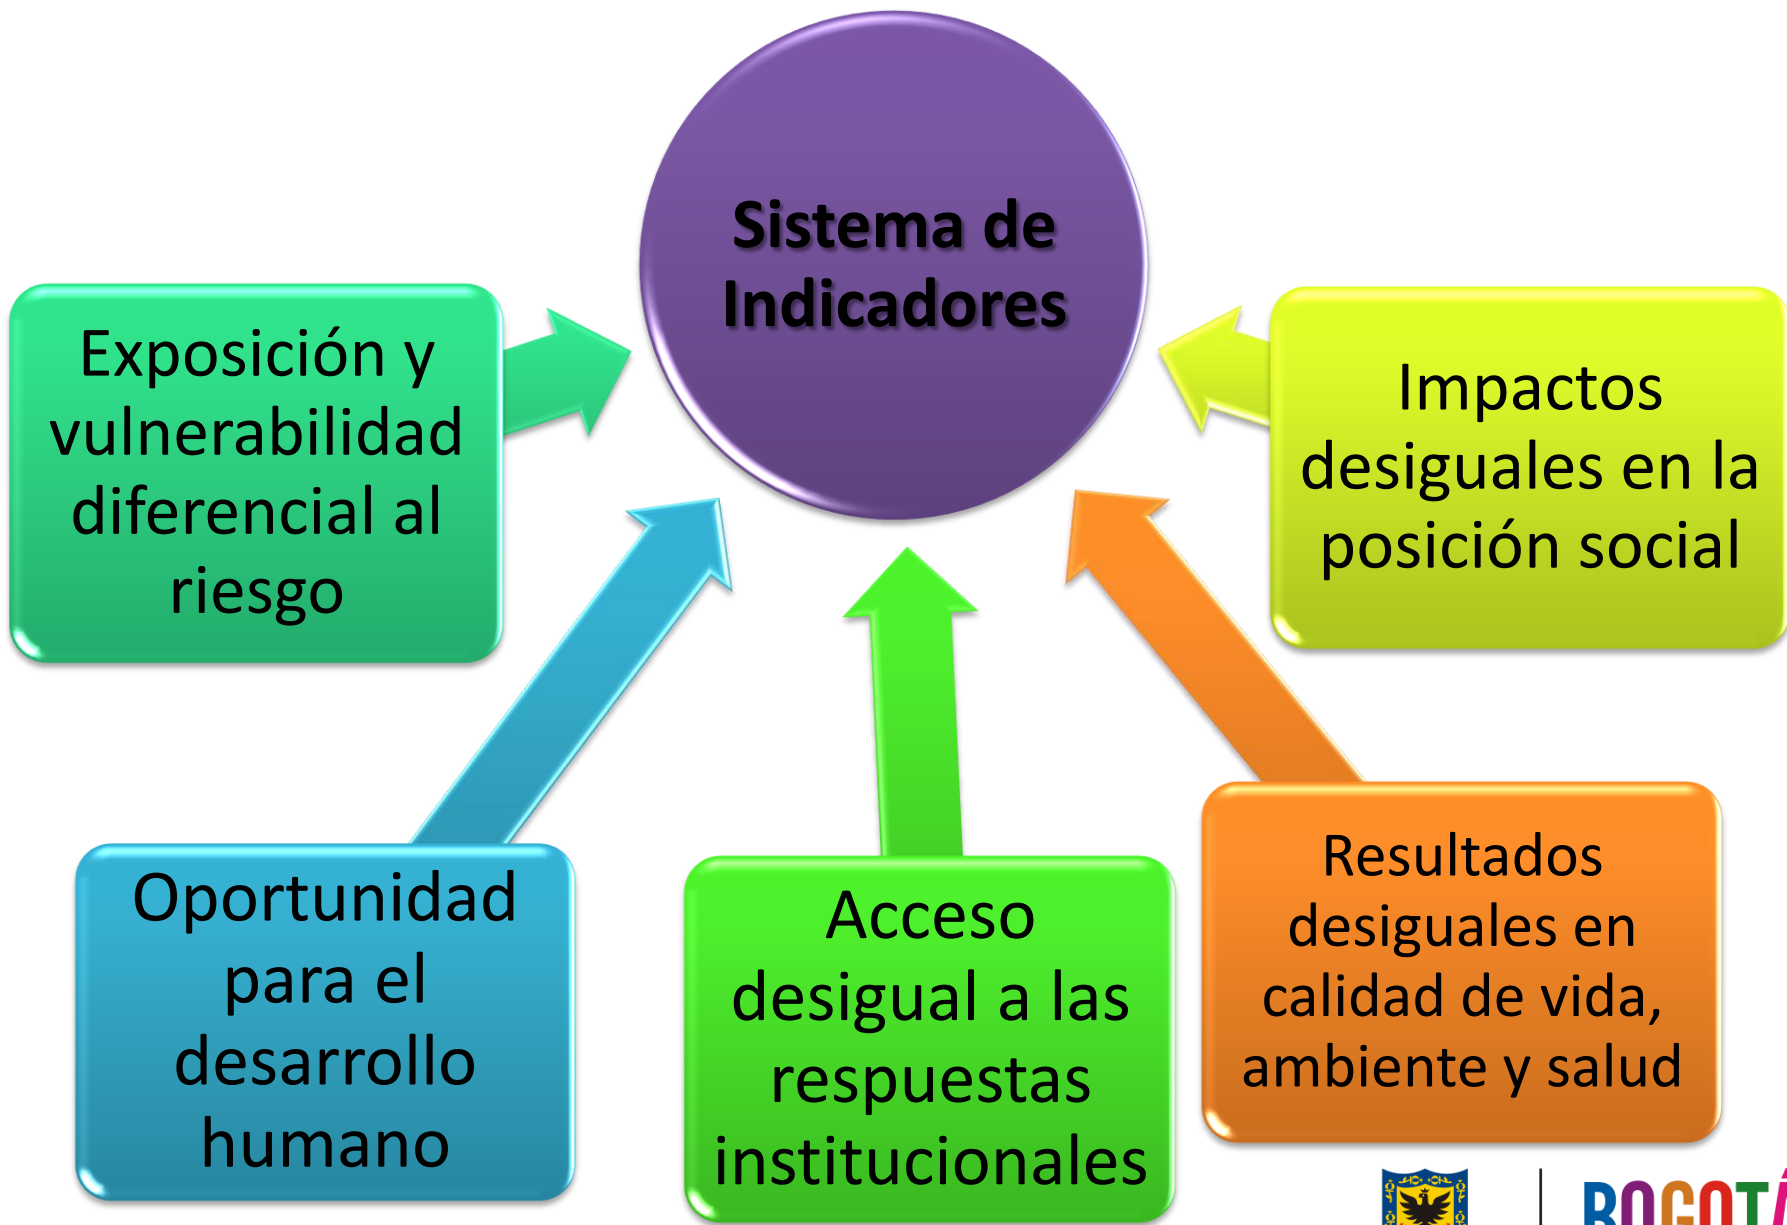 Sistema de
Indicadores
Exposición y
vulnerabilidad
diferencial al
riesgo
Impactos
desiguales en la
posición social
Oportunidad
para el
desarrollo
humano
Acceso
desigual a las
respuestas
institucionales
Resultados
desiguales en
calidad de vida,
ambiente y salud
BOGOTÁ